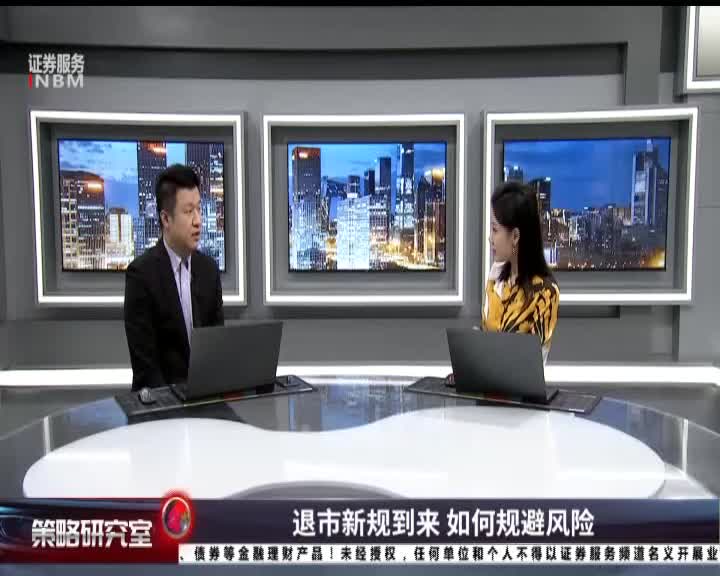 证券服务
NBM
退市新规到来 如何规避风险
策略研究室
、债券等金融理财产品！未经授权，任何单位和个人不得以证券服务频道名义开展业